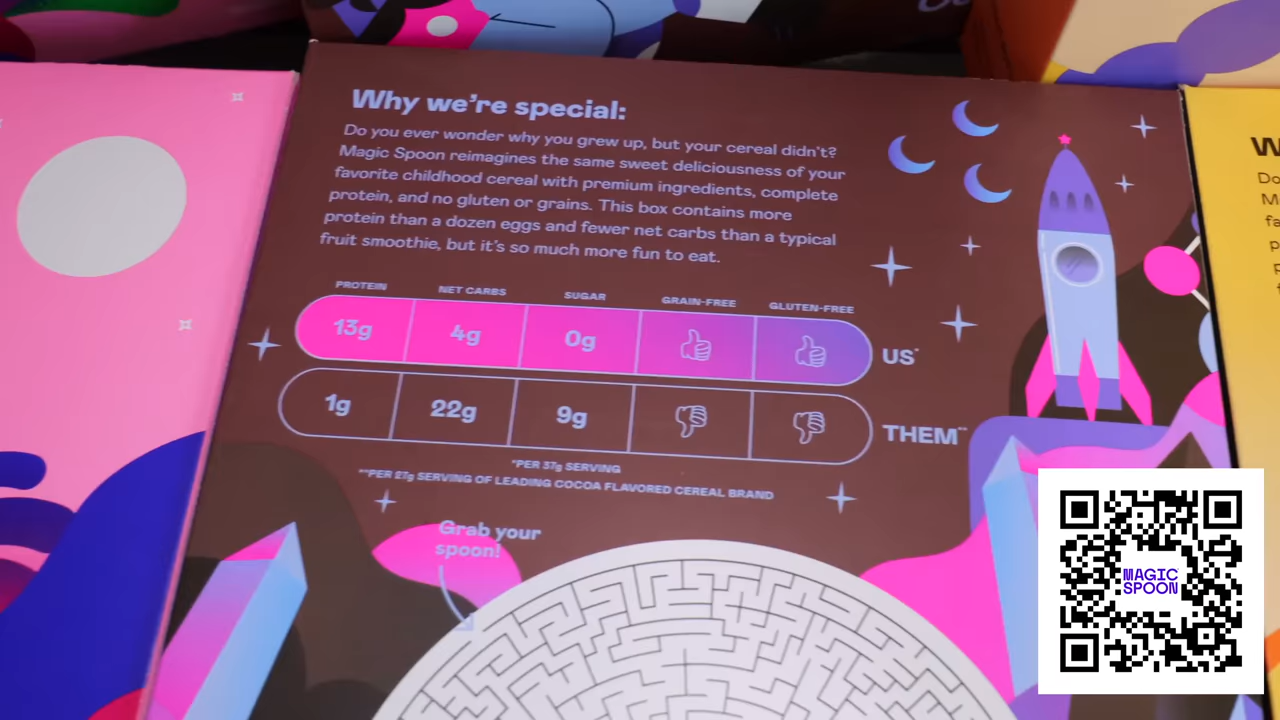 Why we're special:
Do you ever wonder why you grew up, but your cereal didn't?
Magic Spoon reimagines the same sweet deliciousness of your
favorite childhood cereal with premium ingredients, complete
protein, and no gluten or grains. This box contains more
protein than a dozen eggs and fewer net carbs than a typical
fruit smoothie, but it's so much more fun to eat.
PROTEIN NET CARBS SUGAR GRAIN-FREE GLUTEN-FREE
13g 4g 0g US*
1g 22g 9g THEM**
*PER 37g SERVING
**PER 27g SERVING OF LEADING COCOA FLAVORED CEREAL BRAND
Grab your
spoon!
W
Do
M
fa
p
MAGIC
SPOON